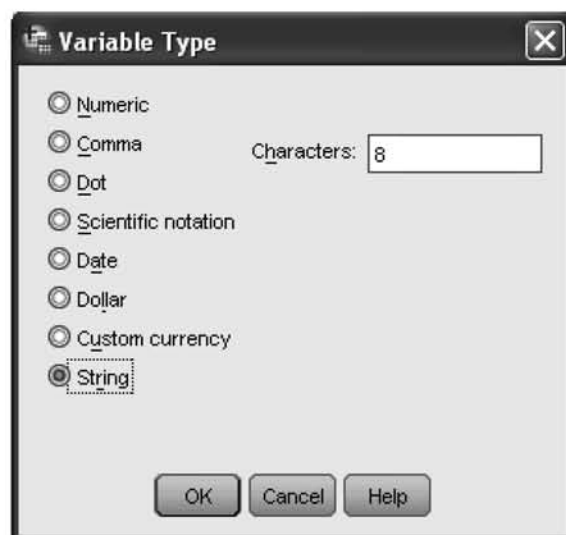 Variable Type
Numeric
Comma
Characters: 8
Dot
Scientific notation
Date
Dollar
Custom currency
String
OK Cancel Help